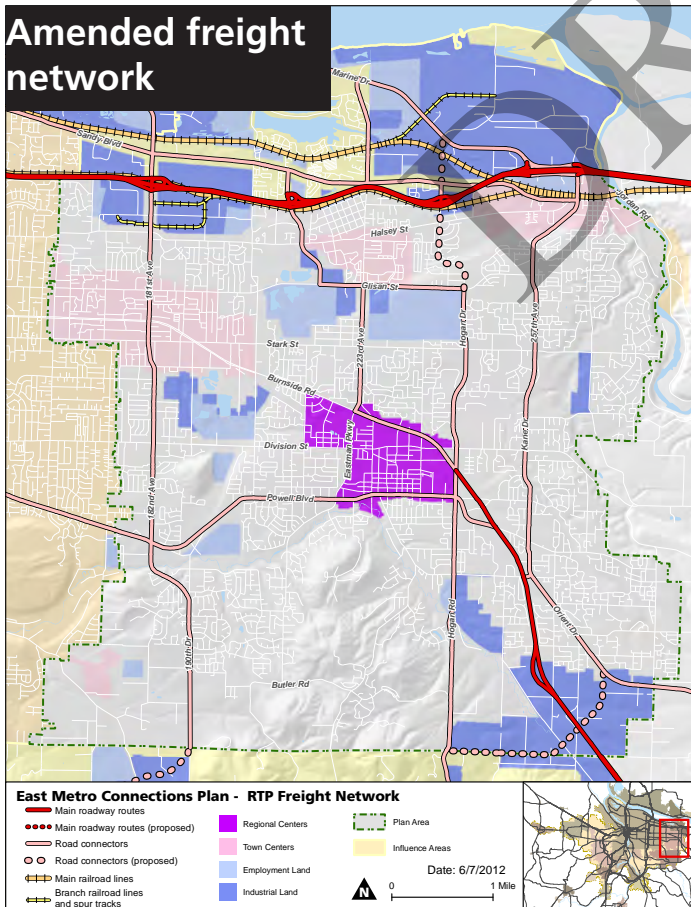 Amended freight
network
DR
Marine Dr
Sandy Blvd
Jorden Rd
Halsey St
181st Ave
Glisan St
223rd Ave
Hogan Dr
257th Ave
Stark St
Burnside Rd
Division St
Eastman Pkwy
Kane Dr
182nd Ave
Powell Blvd
190th Dr
Hogan Rd
Orient Dr
Butler Rd
East Metro Connections Plan - RTP Freight Network
Main roadway routes
Main roadway routes (proposed)
Road connectors
Road connectors (proposed)
Main railroad lines
Branch railroad lines
and spur tracks
Regional Centers
Town Centers
Employment Land
Industrial Land
Plan Area
Influence Areas
Date: 6/7/2012
N
0 1 Mile